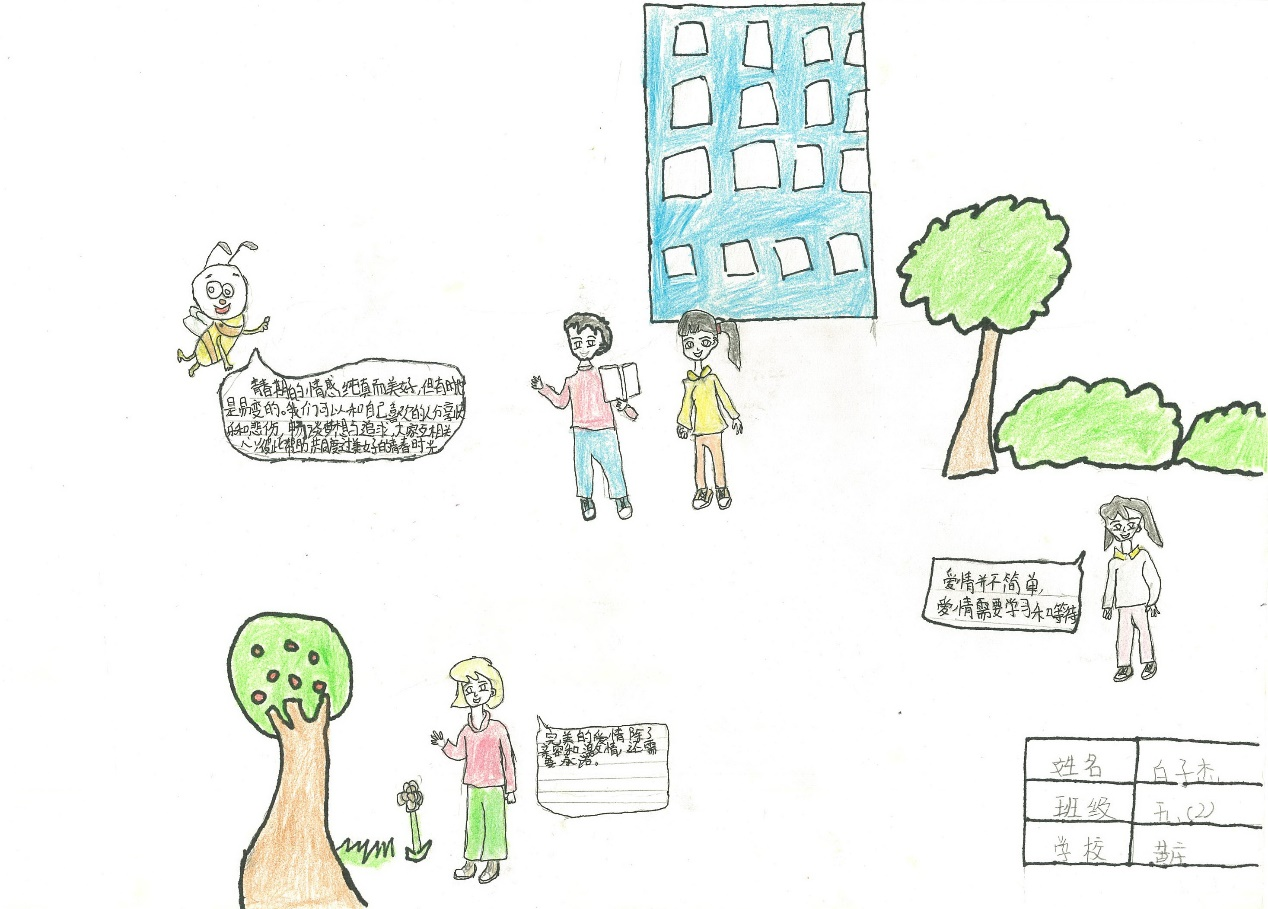 青春期的情感纯真而美好,但有时也
是易变的。我们可以和自己喜欢的人分享快
乐和悲伤,畅谈梦想与追求,大家互相关
心彼此帮助共同度过美好的青春时光
爱情并不简单,
爱情需要学习和等待
完美的爱情除了
亲密和激情,还需
要承诺。
姓名 白子杰
班级 五,(2)
学校 黄庄